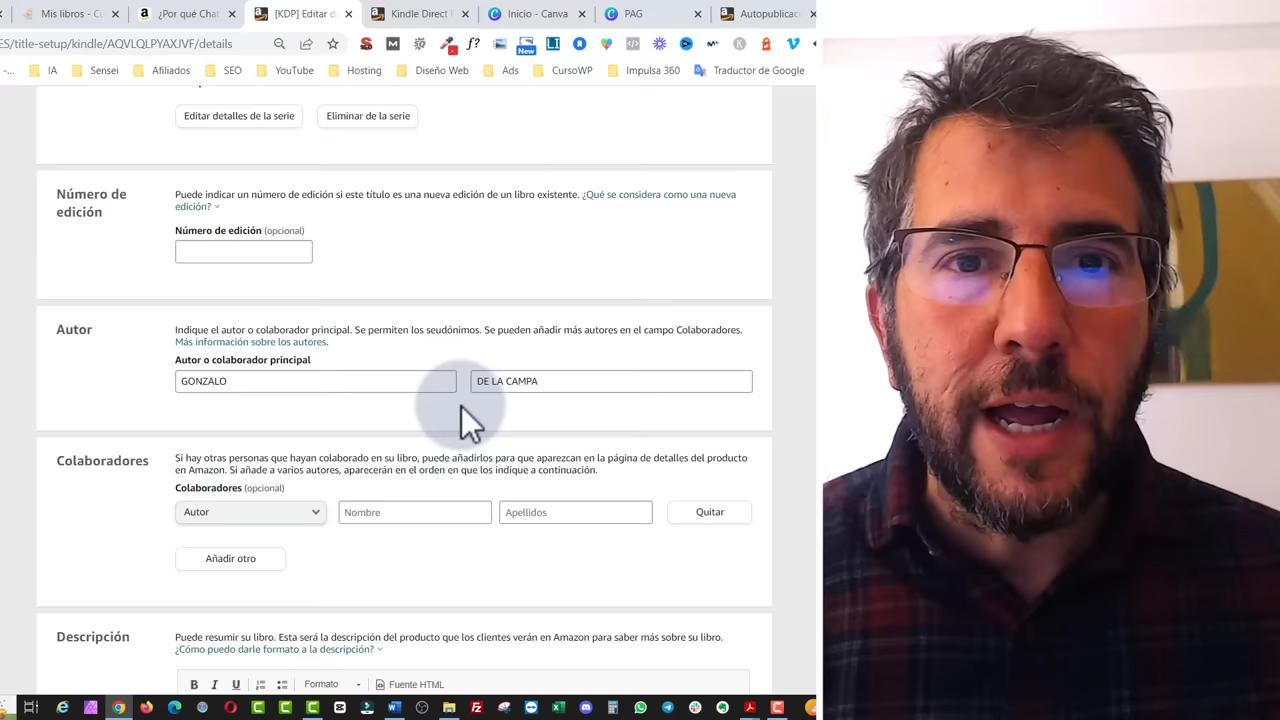 Mis libros - Cu
¿Por qué Chat
[KDP] Editar d
Kindle Direct
Inicio - Canva
PAG
Autopublicac
ES/title-setup/kindle/AQVLQLPYAXJVF/details
IA
Sensei
Afiliados
SEO
YouTube
Hosting
Diseño Web
Ads
CursoWP
Impulsa 360
Traductor de Google
New
Editar detalles de la serie
Eliminar de la serie
Número de
edición
Puede indicar un número de edición si este título es una nueva edición de un libro existente. ¿Qué se considera como una nueva
edición?
Número de edición (opcional)
Autor
Indique el autor o colaborador principal. Se permiten los seudónimos. Se pueden añadir más autores en el campo Colaboradores.
Más información sobre los autores.
Autor o colaborador principal
GONZALO
DE LA CAMPA
Colaboradores
Si hay otras personas que hayan colaborado en su libro, puede añadirlos para que aparezcan en la página de detalles del producto
en Amazon. Si añade a varios autores, aparecerán en el orden en que los indique a continuación.
Colaboradores (opcional)
Autor
Nombre
Apellidos
Quitar
Añadir otro
Descripción
Puede resumir su libro. Esta será la descripción del producto que los clientes verán en Amazon para saber más sobre su libro.
¿Cómo puedo darle formato a la descripción?
B I U
Formato
Fuente HTML